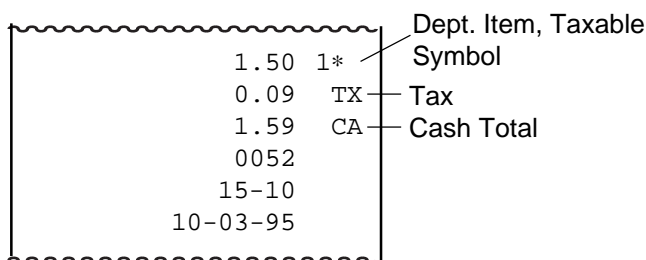 Dept. Item, Taxable
Symbol
1.50 1*
0.09 TX
Tax
1.59 CA
Cash Total
0052
15-10
10-03-95